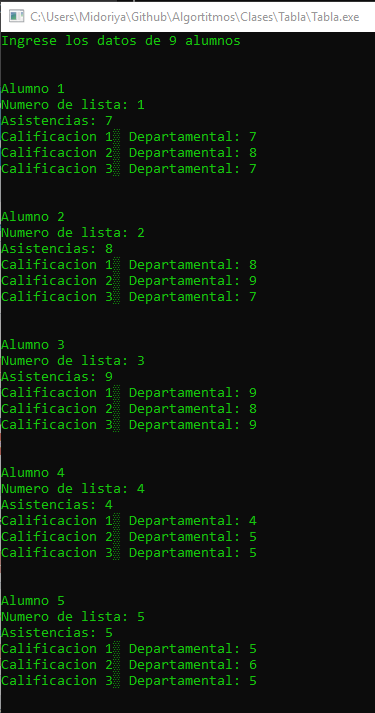 C:\Users\Midoriya\Github\Algortitmos\Clases\Tabla\Tabla.exe
Ingrese los datos de 9 alumnos
Alumno 1
Numero de lista: 1
Asistencias: 7
Calificacion 1░ Departamental: 7
Calificacion 2░ Departamental: 8
Calificacion 3░ Departamental: 7
Alumno 2
Numero de lista: 2
Asistencias: 8
Calificacion 1░ Departamental: 8
Calificacion 2░ Departamental: 9
Calificacion 3░ Departamental: 7
Alumno 3
Numero de lista: 3
Asistencias: 9
Calificacion 1░ Departamental: 9
Calificacion 2░ Departamental: 8
Calificacion 3░ Departamental: 9
Alumno 4
Numero de lista: 4
Asistencias: 4
Calificacion 1░ Departamental: 4
Calificacion 2░ Departamental: 5
Calificacion 3░ Departamental: 5
Alumno 5
Numero de lista: 5
Asistencias: 5
Calificacion 1░ Departamental: 5
Calificacion 2░ Departamental: 6
Calificacion 3░ Departamental: 5